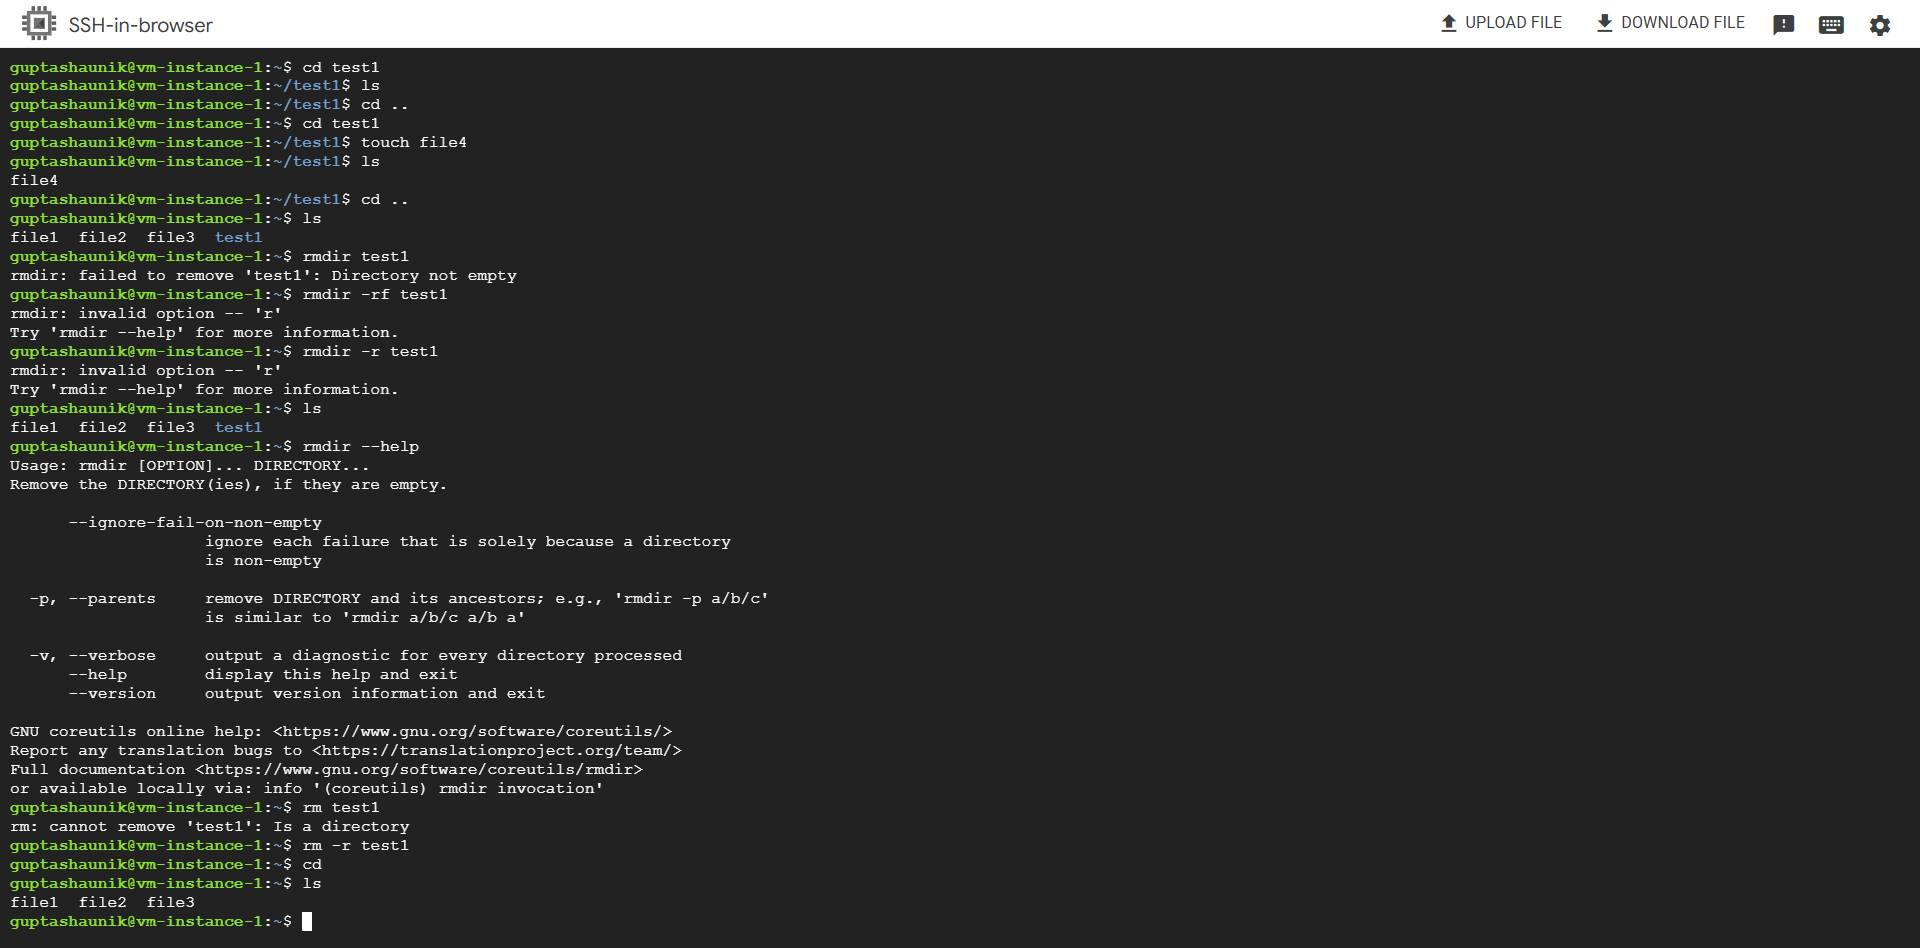 SSH-in-browser
UPLOAD FILE
DOWNLOAD FILE
guptashaunik@vm-instance-1:~$ cd test1
guptashaunik@vm-instance-1:~/test1$ ls
guptashaunik@vm-instance-1:~/test1$ cd ..
guptashaunik@vm-instance-1:~$ cd test1
guptashaunik@vm-instance-1:~/test1$ touch file4
guptashaunik@vm-instance-1:~/test1$ ls
file4
guptashaunik@vm-instance-1:~/test1$ cd ..
guptashaunik@vm-instance-1:~$ ls
file1  file2  file3  test1
guptashaunik@vm-instance-1:~$ rmdir test1
rmdir: failed to remove 'test1': Directory not empty
guptashaunik@vm-instance-1:~$ rmdir -rf test1
rmdir: invalid option -- 'r'
Try 'rmdir --help' for more information.
guptashaunik@vm-instance-1:~$ rmdir -r test1
rmdir: invalid option -- 'r'
Try 'rmdir --help' for more information.
guptashaunik@vm-instance-1:~$ ls
file1  file2  file3  test1
guptashaunik@vm-instance-1:~$ rmdir --help
Usage: rmdir [OPTION]... DIRECTORY...
Remove the DIRECTORY(ies), if they are empty.
      --ignore-fail-on-non-empty
                    ignore each failure that is solely because a directory
                    is non-empty
  -p, --parents     remove DIRECTORY and its ancestors; e.g., 'rmdir -p a/b/c'
                    is similar to 'rmdir a/b/c a/b a'
  -v, --verbose     output a diagnostic for every directory processed
      --help        display this help and exit
      --version     output version information and exit
GNU coreutils online help: <https://www.gnu.org/software/coreutils/>
Report any translation bugs to <https://translationproject.org/team/>
Full documentation <https://www.gnu.org/software/coreutils/rmdir>
or available locally via: info '(coreutils) rmdir invocation'
guptashaunik@vm-instance-1:~$ rm test1
rm: cannot remove 'test1': Is a directory
guptashaunik@vm-instance-1:~$ rm -r test1
guptashaunik@vm-instance-1:~$ cd
guptashaunik@vm-instance-1:~$ ls
file1  file2  file3
guptashaunik@vm-instance-1:~$